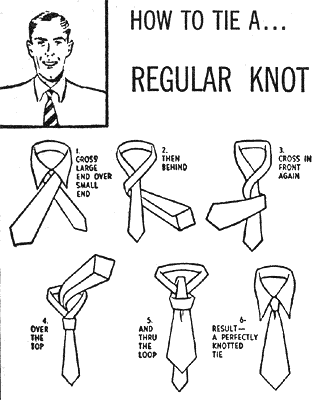 HOW TO TIE A...
REGULAR KNOT
1.
CROSS
LARGE
END OVER
SMALL
END
2.
THEN
BEHIND
3.
CROSS IN
FRONT
AGAIN
4.
OVER
THE
TOP
5.
AND
THRU
THE
LOOP
6-
RESULT—
A PERFECTLY
KNOTTED
TIE